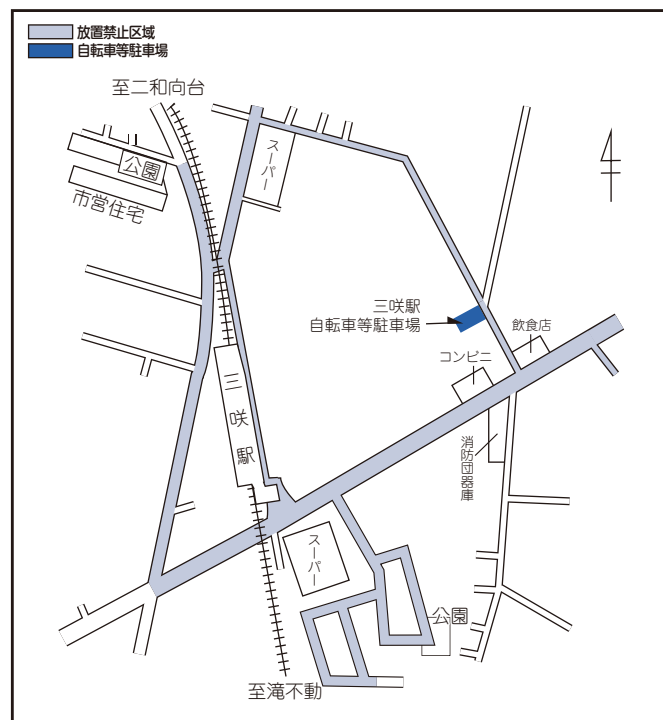 放置禁止区域
自転車等駐車場
至二和向台
スーパー
公園
市営住宅
三咲駅
自転車等駐車場
飲食店
コンビニ
三咲駅
消防団器庫
スーパー
公園
至滝不動